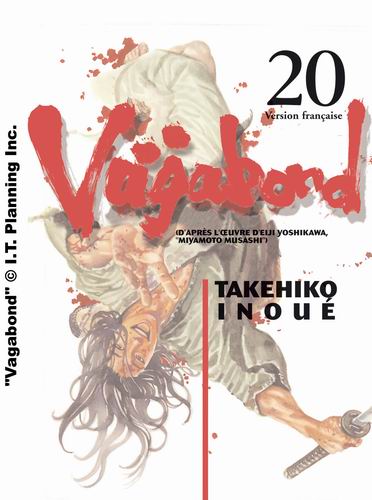 20
Version française
Vagabond
(D'APRÈS L'ŒUVRE D'EIJI YOSHIKAWA,
"MIYAMOTO MUSASHI")
TAKEHIKO
INOUÉ
"Vagabond" © I.T. Planning Inc.